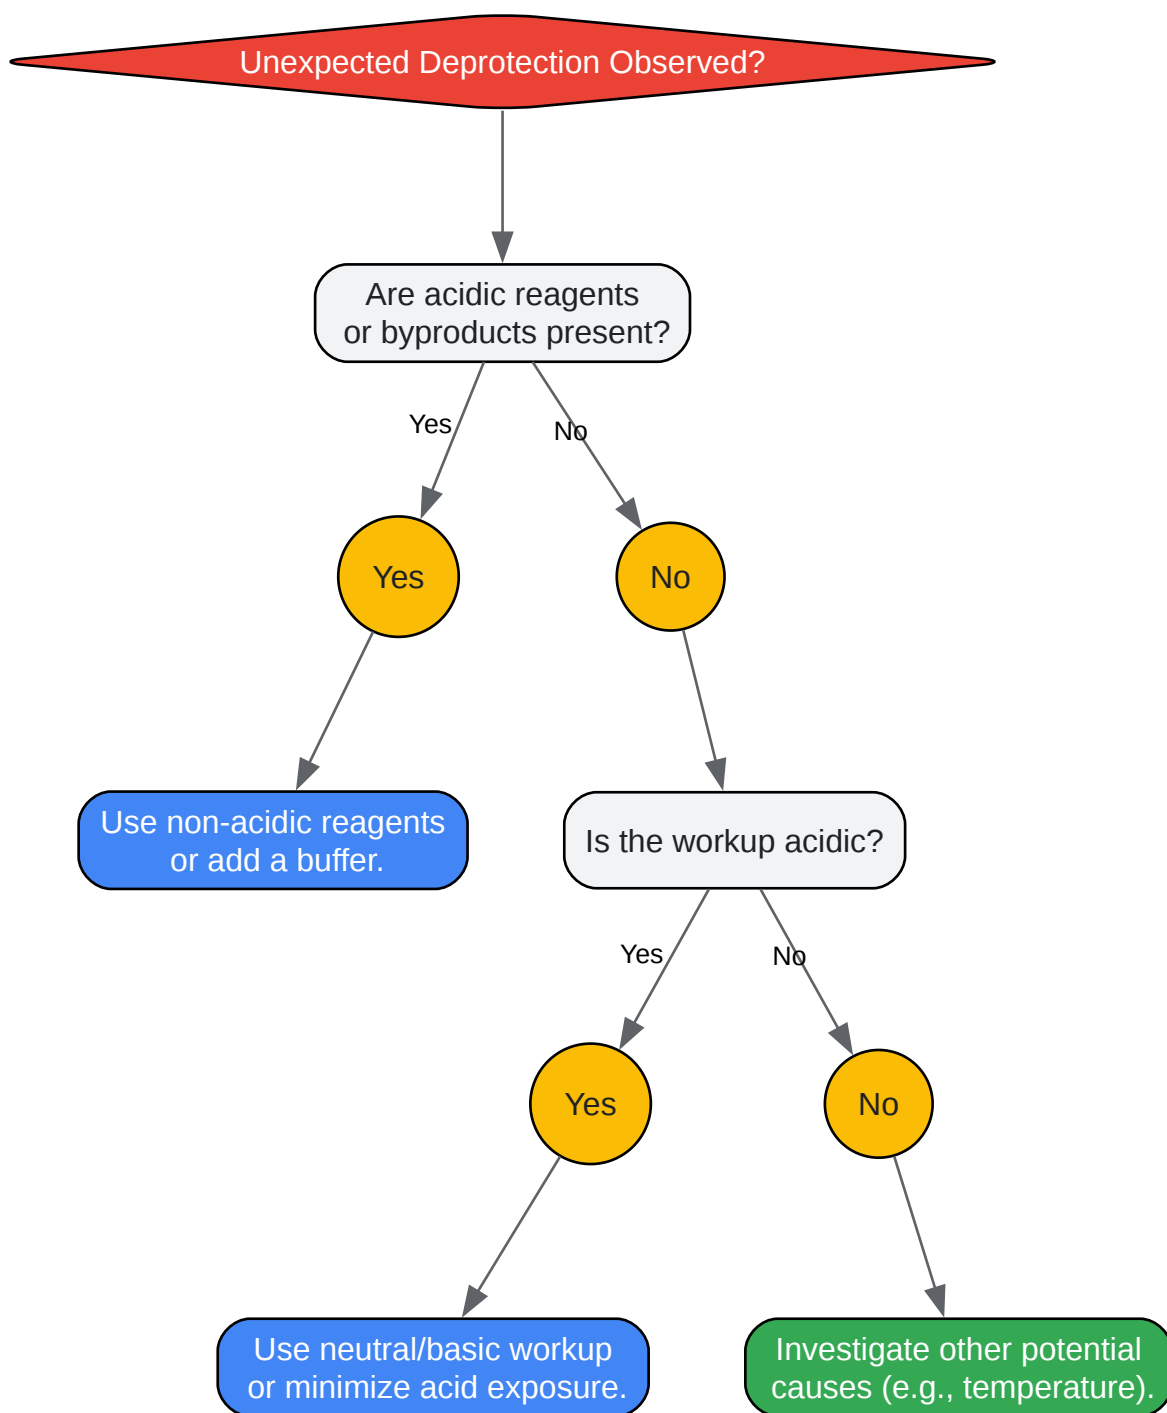 Unexpected Deprotection Observed?
Are acidic reagents
or byproducts present?
Yes
No
Yes
No
Use non-acidic reagents
or add a buffer.
Is the workup acidic?
Yes
No
Yes
No
Use neutral/basic workup
or minimize acid exposure.
Investigate other potential
causes (e.g., temperature).